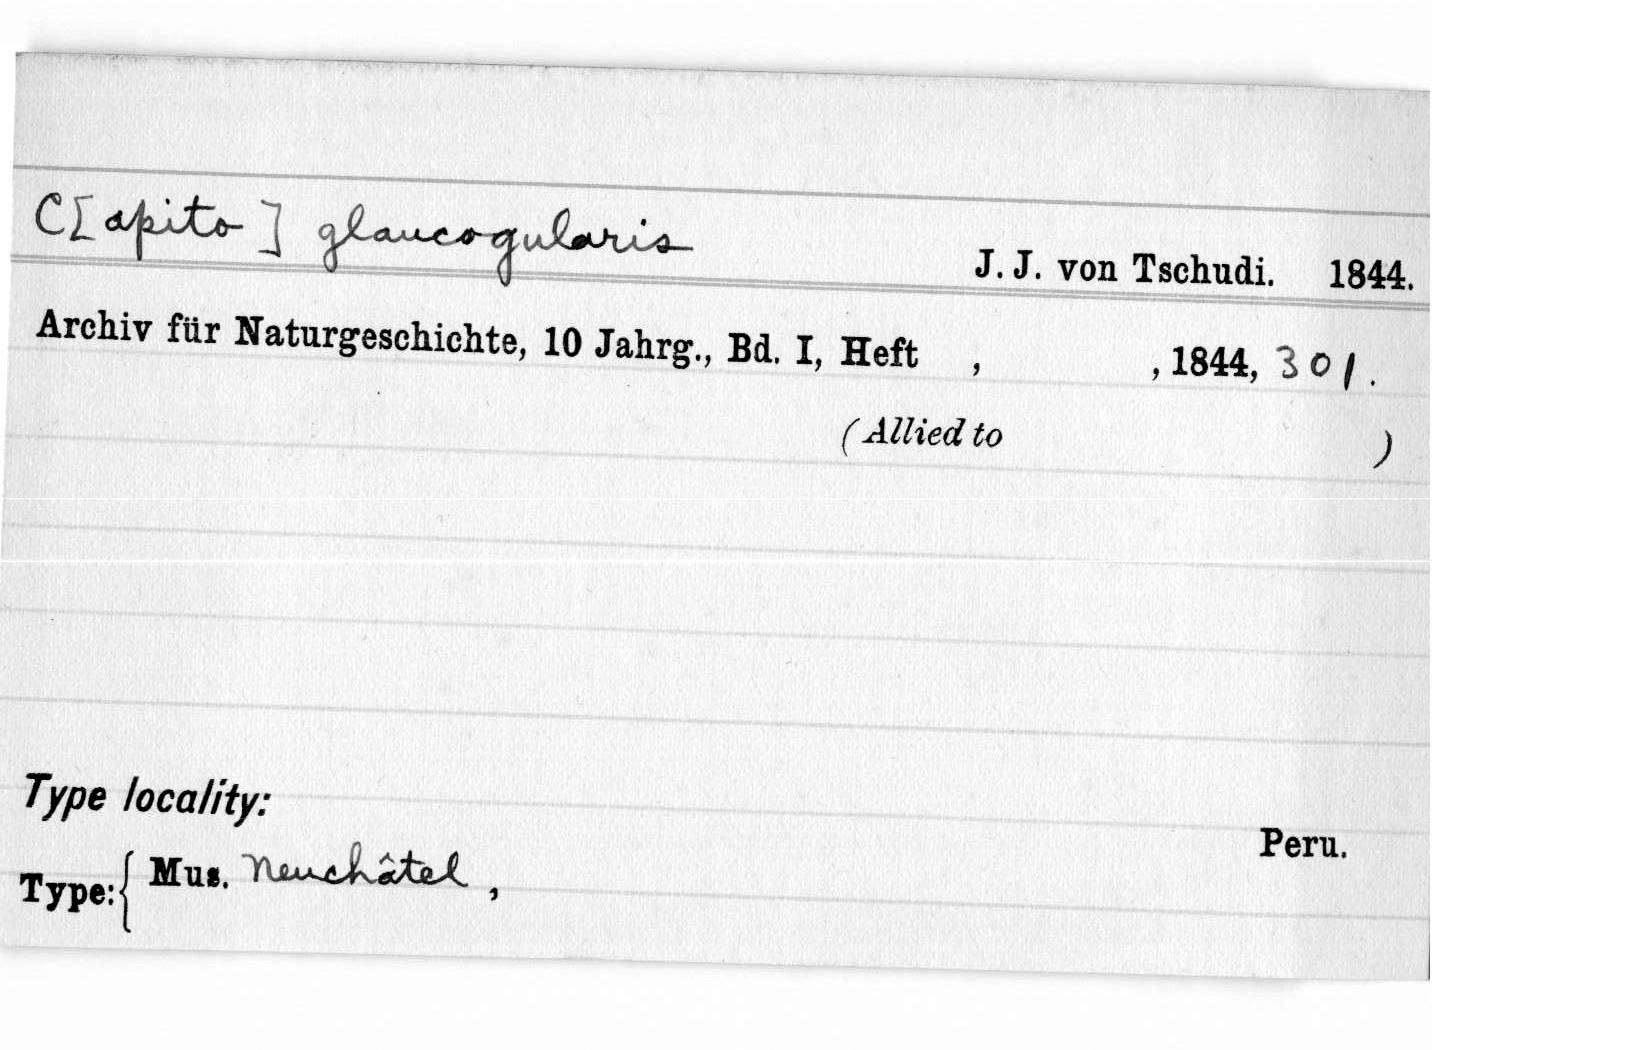 C[apito] glaucogularis
J. J. von Tschudi. 1844.
Archiv für Naturgeschichte, 10 Jahrg., Bd. I, Heft , , 1844, 301.
(Allied to )
Type locality:
Peru.
Type: { Mus. Neuchâtel ,